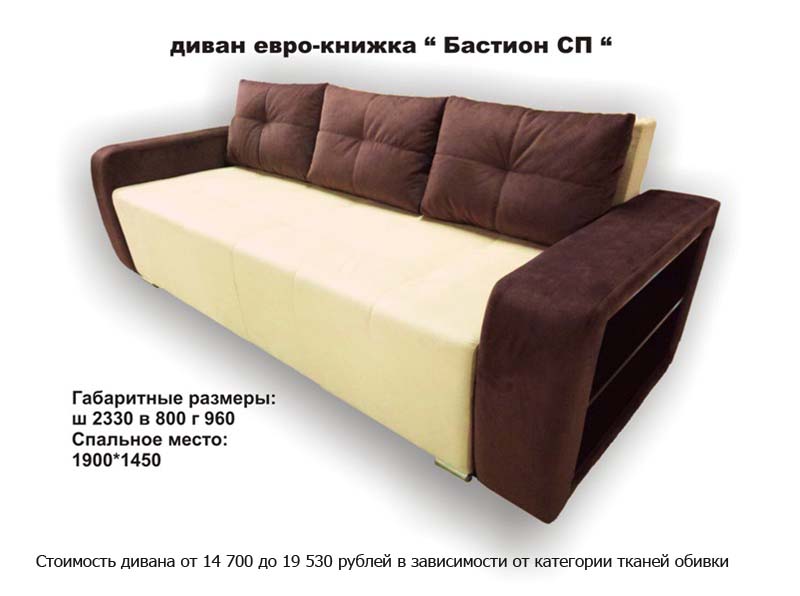 диван евро-книжка “ Бастион СП “
Габаритные размеры:
ш 2330 в 800 г 960
Спальное место:
1900*1450
Стоимость дивана от 14 700 до 19 530 рублей в зависимости от категории тканей обивки